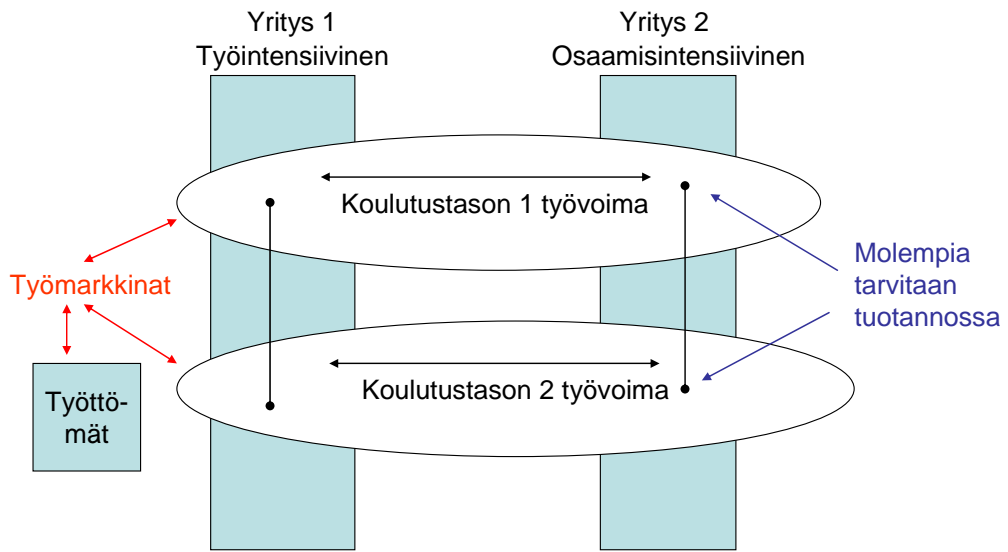 Yritys 1
Työintensiivinen
Yritys 2
Osaamisintensiivinen
Koulutustason 1 työvoima
Molempia
tarvitaan
tuotannossa
Työmarkkinat
Koulutustason 2 työvoima
Työttö-
mät